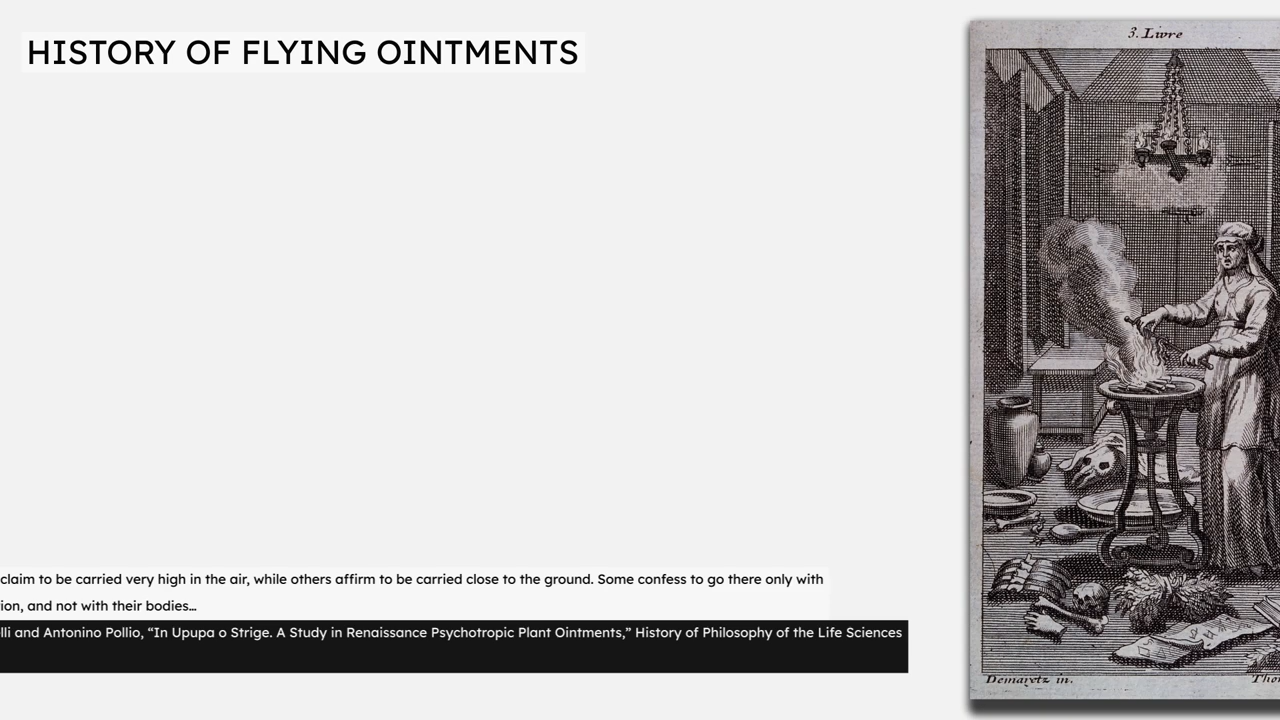 HISTORY OF FLYING OINTMENTS
3. Livre
claim to be carried very high in the air, while others affirm to be carried close to the ground. Some confess to go there only with
ion, and not with their bodies…
lli and Antonino Pollio, “In Upupa o Strige. A Study in Renaissance Psychotropic Plant Ointments,” History of Philosophy of the Life Sciences
Demaretz in.